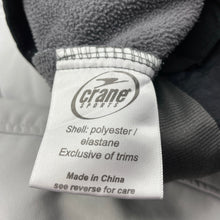 crane
SPORTS
Shell: polyester /
elastane
Exclusive of trims
Made in China
see reverse for care